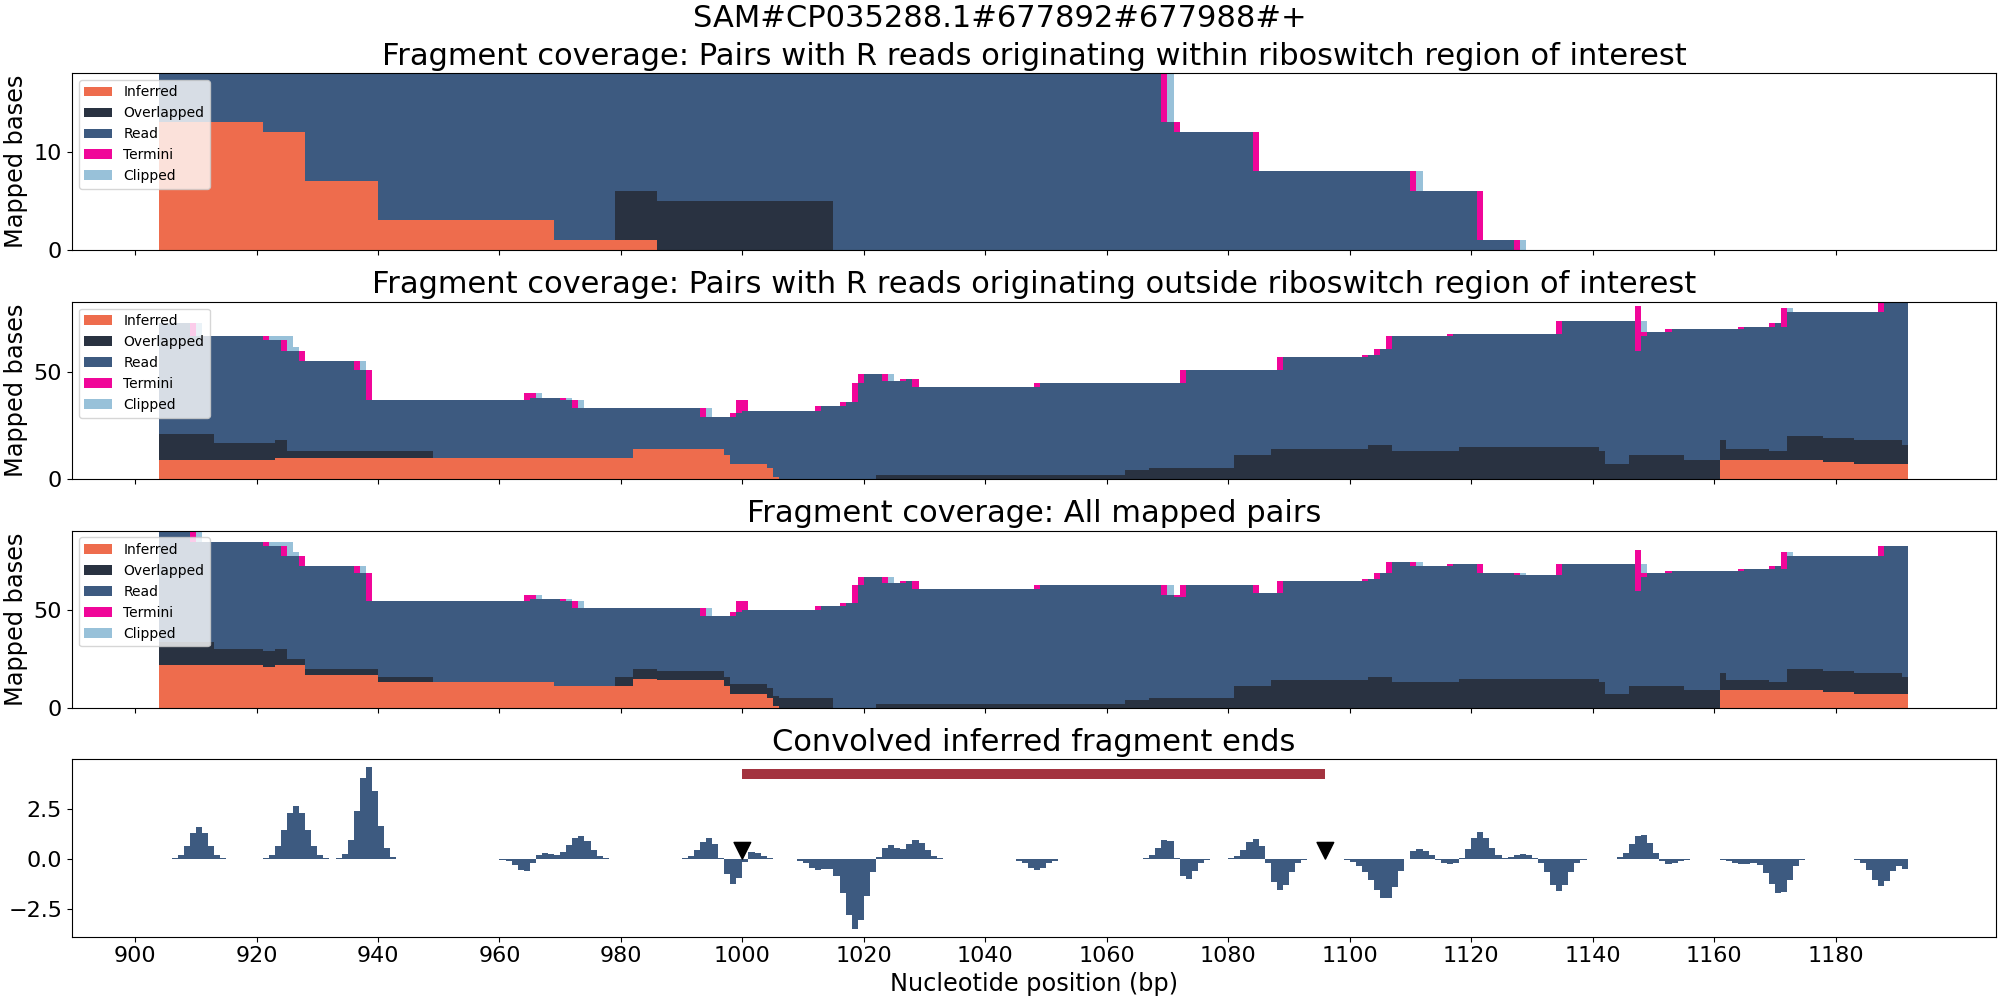 SAM#CP035288.1#677892#677988#+
Fragment coverage: Pairs with R reads originating within riboswitch region of interest
Mapped bases
10
0
Inferred
Overlapped
Read
Termini
Clipped
Fragment coverage: Pairs with R reads originating outside riboswitch region of interest
Mapped bases
50
0
Inferred
Overlapped
Read
Termini
Clipped
Fragment coverage: All mapped pairs
Mapped bases
50
0
Inferred
Overlapped
Read
Termini
Clipped
Convolved inferred fragment ends
2.5
0.0
−2.5
900 920 940 960 980 1000 1020 1040 1060 1080 1100 1120 1140 1160 1180
Nucleotide position (bp)